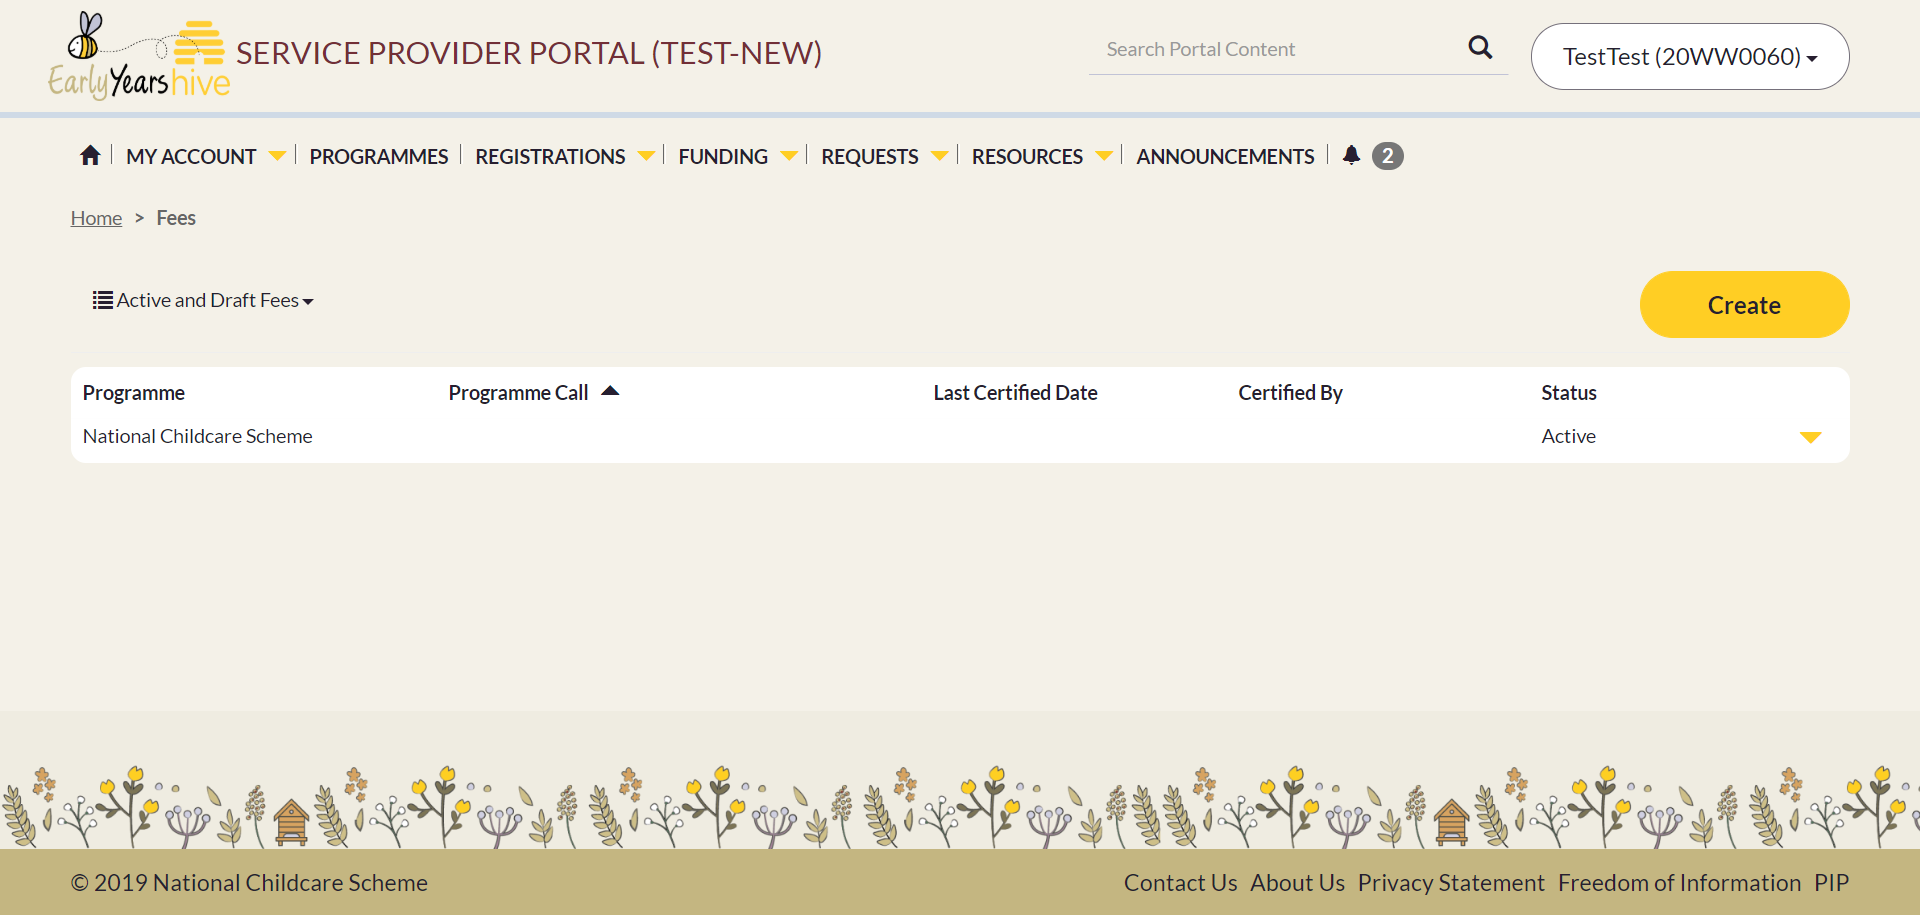 Early Years hive
SERVICE PROVIDER PORTAL (TEST-NEW)
Search Portal Content
TestTest (20WW0060)
MY ACCOUNT PROGRAMMES REGISTRATIONS FUNDING REQUESTS RESOURCES ANNOUNCEMENTS 2
Home > Fees
Active and Draft Fees
Create
Programme Programme Call Last Certified Date Certified By Status
National Childcare Scheme Active
© 2019 National Childcare Scheme
Contact Us About Us Privacy Statement Freedom of Information PIP